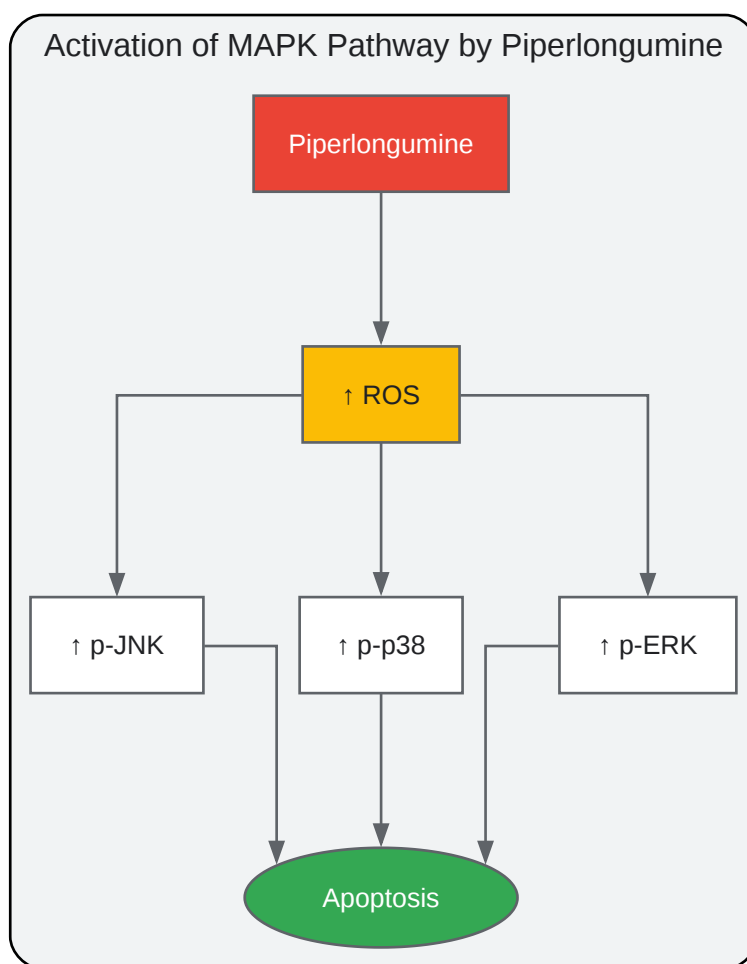 Activation of MAPK Pathway by Piperlongumine
Piperlongumine
↑ ROS
↑ p-JNK
↑ p-p38
↑ p-ERK
Apoptosis